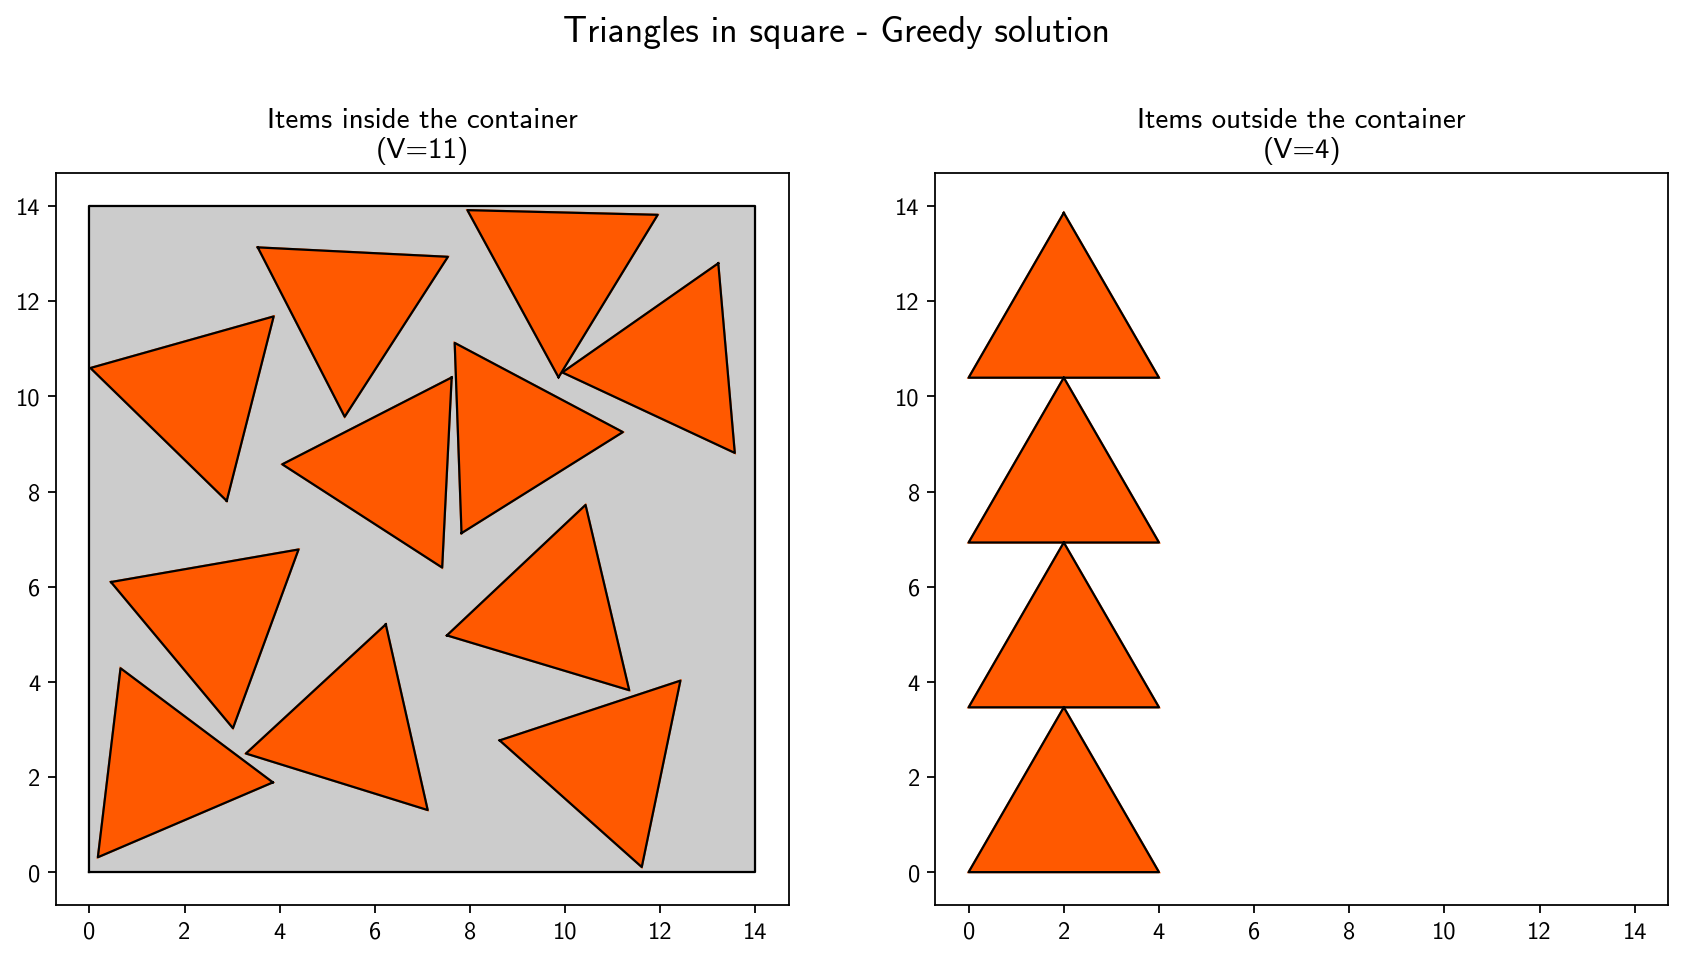 Triangles in square - Greedy solution
Items inside the container
(V=11)
14
12
10
8
6
4
2
0
0 2 4 6 8 10 12 14
Items outside the container
(V=4)
14
12
10
8
6
4
2
0
0 2 4 6 8 10 12 14